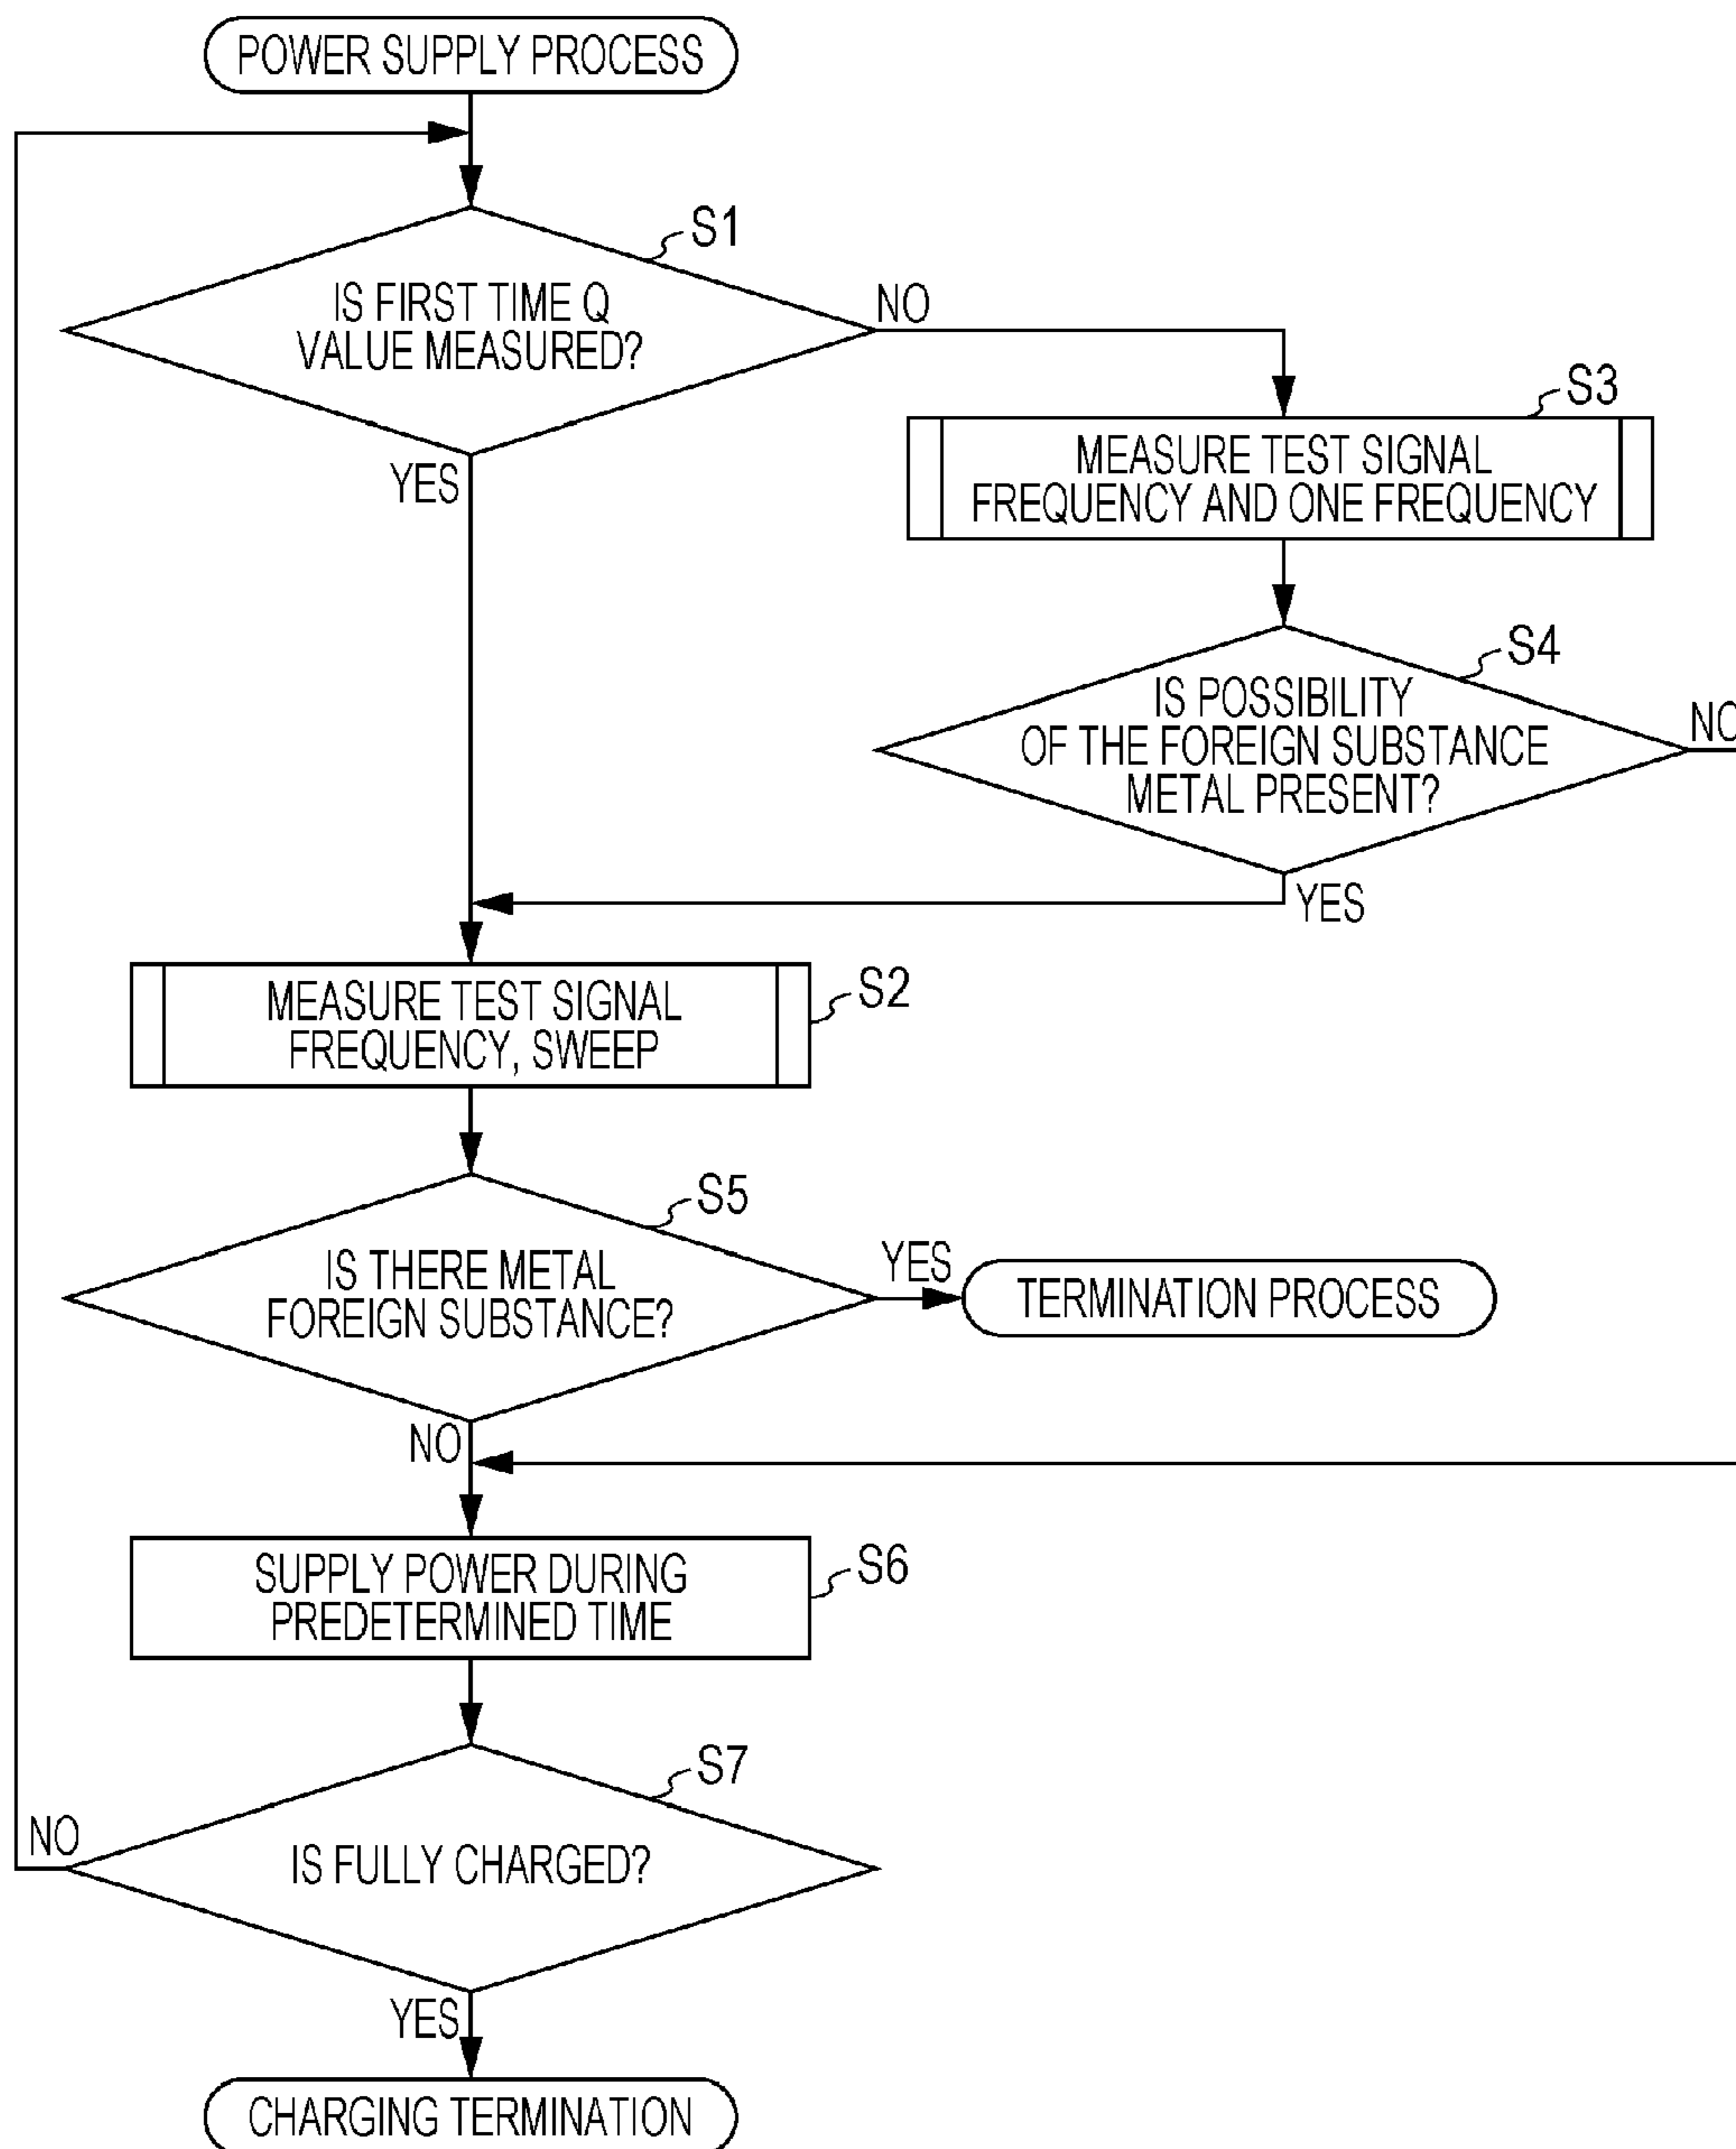 POWER SUPPLY PROCESS
S1
IS FIRST TIME Q
VALUE MEASURED?
NO
YES
S3
MEASURE TEST SIGNAL
FREQUENCY AND ONE FREQUENCY
S4
IS POSSIBILITY
OF THE FOREIGN SUBSTANCE
METAL PRESENT?
NO
YES
S2
MEASURE TEST SIGNAL
FREQUENCY, SWEEP
S5
IS THERE METAL
FOREIGN SUBSTANCE?
YES
TERMINATION PROCESS
NO
S6
SUPPLY POWER DURING
PREDETERMINED TIME
S7
IS FULLY CHARGED?
NO
YES
CHARGING TERMINATION